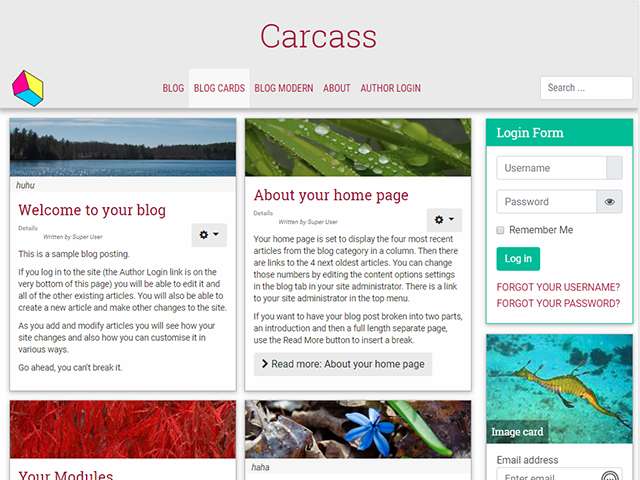 Carcass
BLOG
BLOG CARDS
BLOG MODERN
ABOUT
AUTHOR LOGIN
Search ...
huhu
Welcome to your blog
Details
Written by Super User
This is a sample blog posting.
If you log in to the site (the Author Login link is on the
very bottom of this page) you will be able to edit it and
all of the other existing articles. You will also be able to
create a new article and make other changes to the site.
As you add and modify articles you will see how your
site changes and also how you can customise it in
various ways.
Go ahead, you can't break it.
About your home page
Details
Written by Super User
Your home page is set to display the four most recent
articles from the blog category in a column. Then there
are links to the 4 next oldest articles. You can change
those numbers by editing the content options settings
in the blog tab in your site administrator. There is a link
to your site administrator in the top menu.
If you want to have your blog post broken into two parts,
an introduction and then a full length separate page,
use the Read More button to insert a break.
Read more: About your home page
Login Form
Username
Password
Remember Me
Log in
FORGOT YOUR USERNAME?
FORGOT YOUR PASSWORD?
Image card
Email address
Enter email
Your Modules
haha